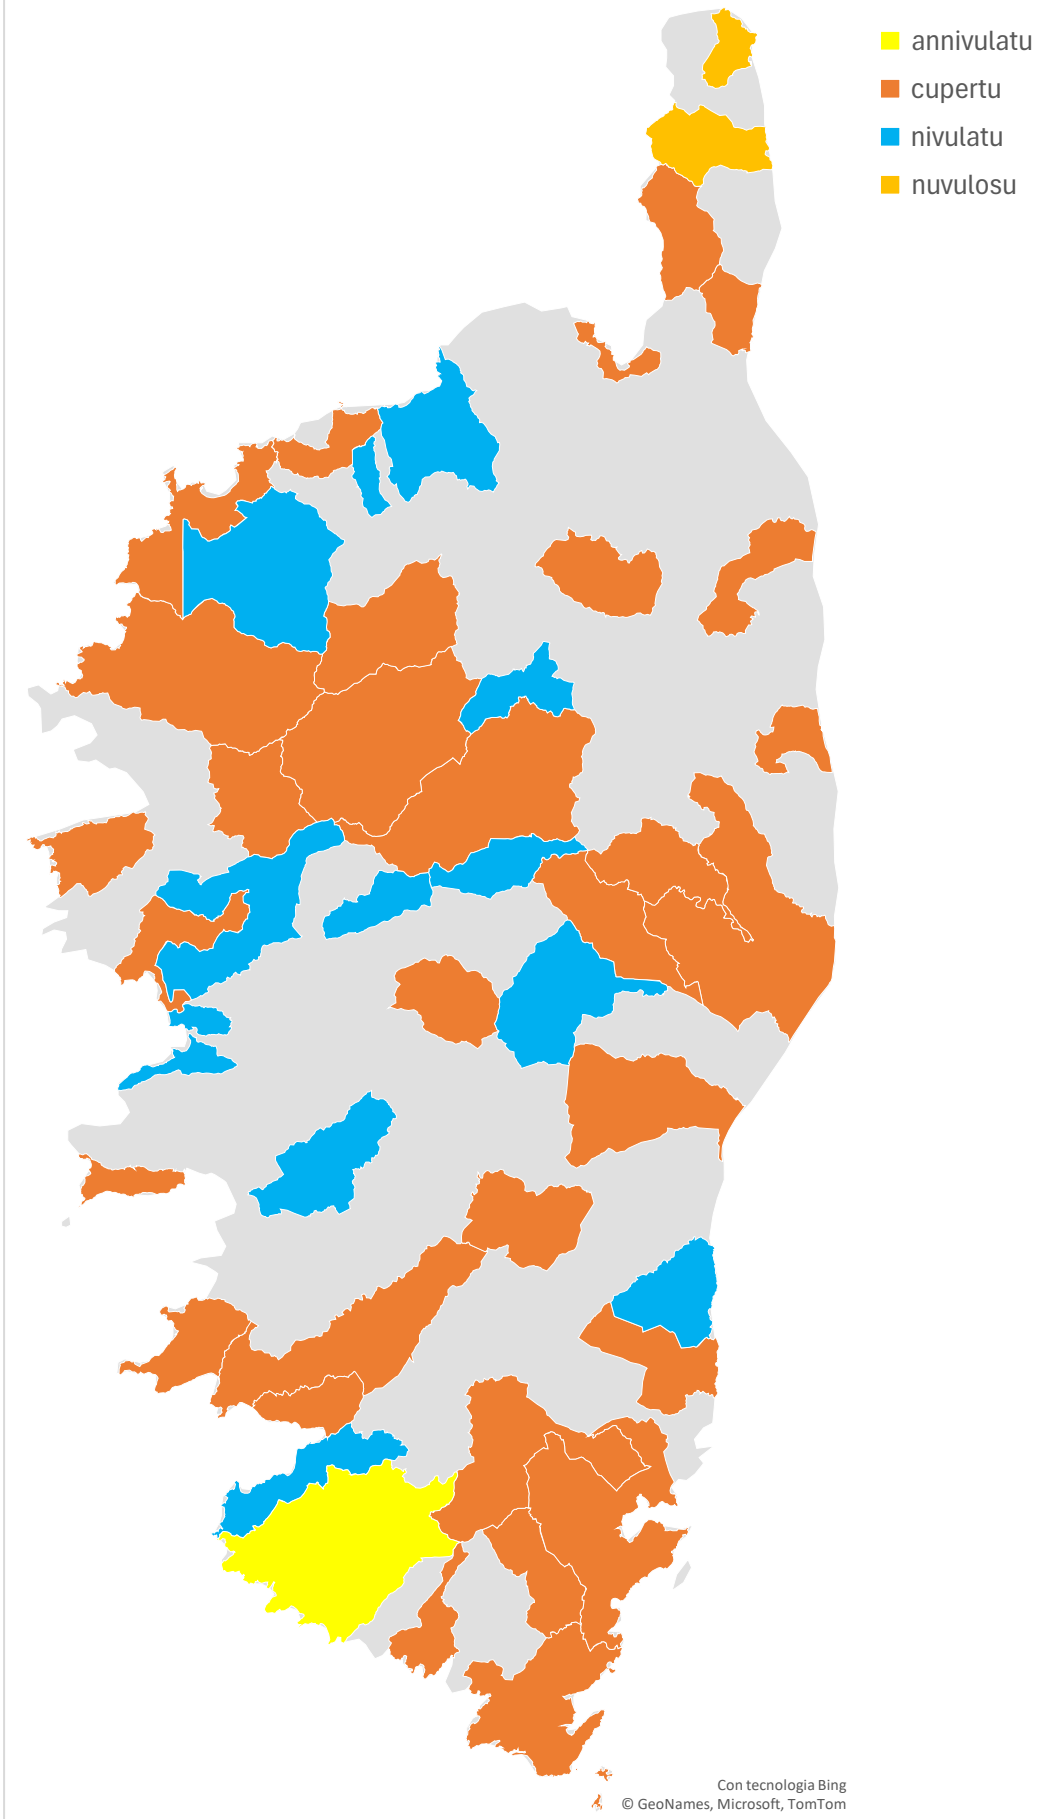 annivulatu
cupertu
nivulatu
nuvulosu
Con tecnologia Bing
© GeoNames, Microsoft, TomTom